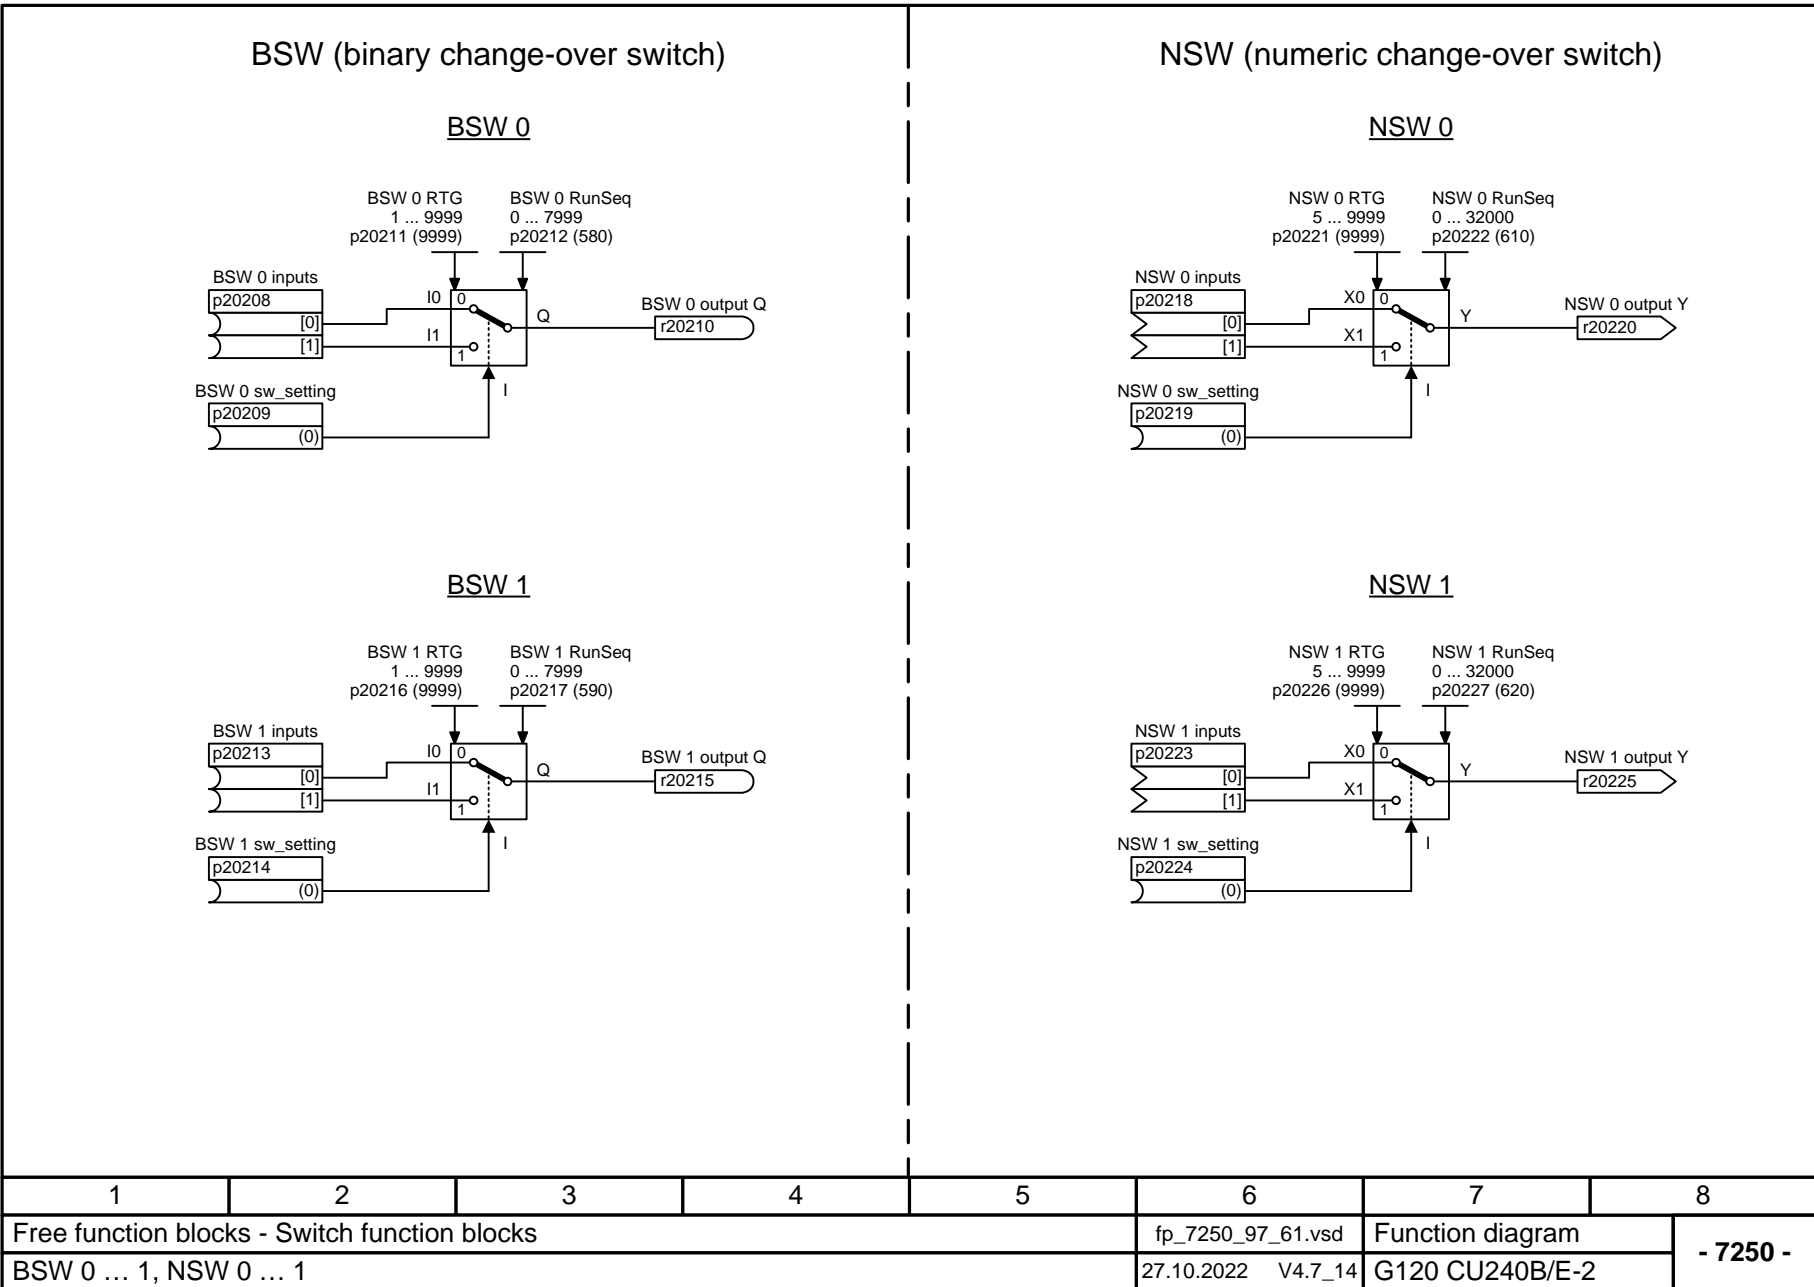 BSW (binary change-over switch)
BSW 0
BSW 0 RTG
1 ... 9999
p20211 (9999)
BSW 0 RunSeq
0 ... 7999
p20212 (580)
BSW 0 inputs
p20208
[0]
[1]
I0
I1
0
1
Q
I
BSW 0 output Q
r20210
BSW 0 sw_setting
p20209
(0)
BSW 1
BSW 1 RTG
1 ... 9999
p20216 (9999)
BSW 1 RunSeq
0 ... 7999
p20217 (590)
BSW 1 inputs
p20213
[0]
[1]
I0
I1
0
1
Q
I
BSW 1 output Q
r20215
BSW 1 sw_setting
p20214
(0)
NSW (numeric change-over switch)
NSW 0
NSW 0 RTG
5 ... 9999
p20221 (9999)
NSW 0 RunSeq
0 ... 32000
p20222 (610)
NSW 0 inputs
p20218
[0]
[1]
X0
X1
0
1
Y
I
NSW 0 output Y
r20220
NSW 0 sw_setting
p20219
(0)
NSW 1
NSW 1 RTG
5 ... 9999
p20226 (9999)
NSW 1 RunSeq
0 ... 32000
p20227 (620)
NSW 1 inputs
p20223
[0]
[1]
X0
X1
0
1
Y
I
NSW 1 output Y
r20225
NSW 1 sw_setting
p20224
(0)
1 2 3 4 5 6 7 8
Free function blocks - Switch function blocks
fp_7250_97_61.vsd
Function diagram
- 7250 -
BSW 0 … 1, NSW 0 … 1
27.10.2022 V4.7_14
G120 CU240B/E-2